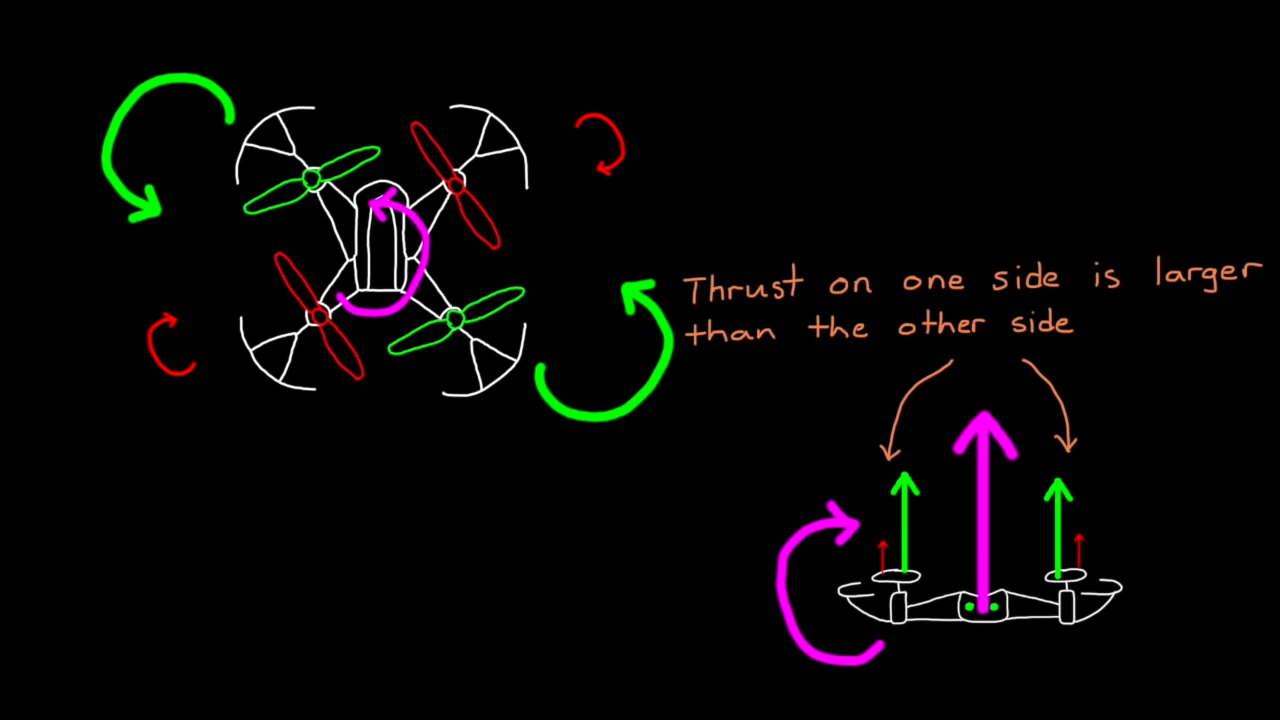 Thrust on one side is larger
than the other side